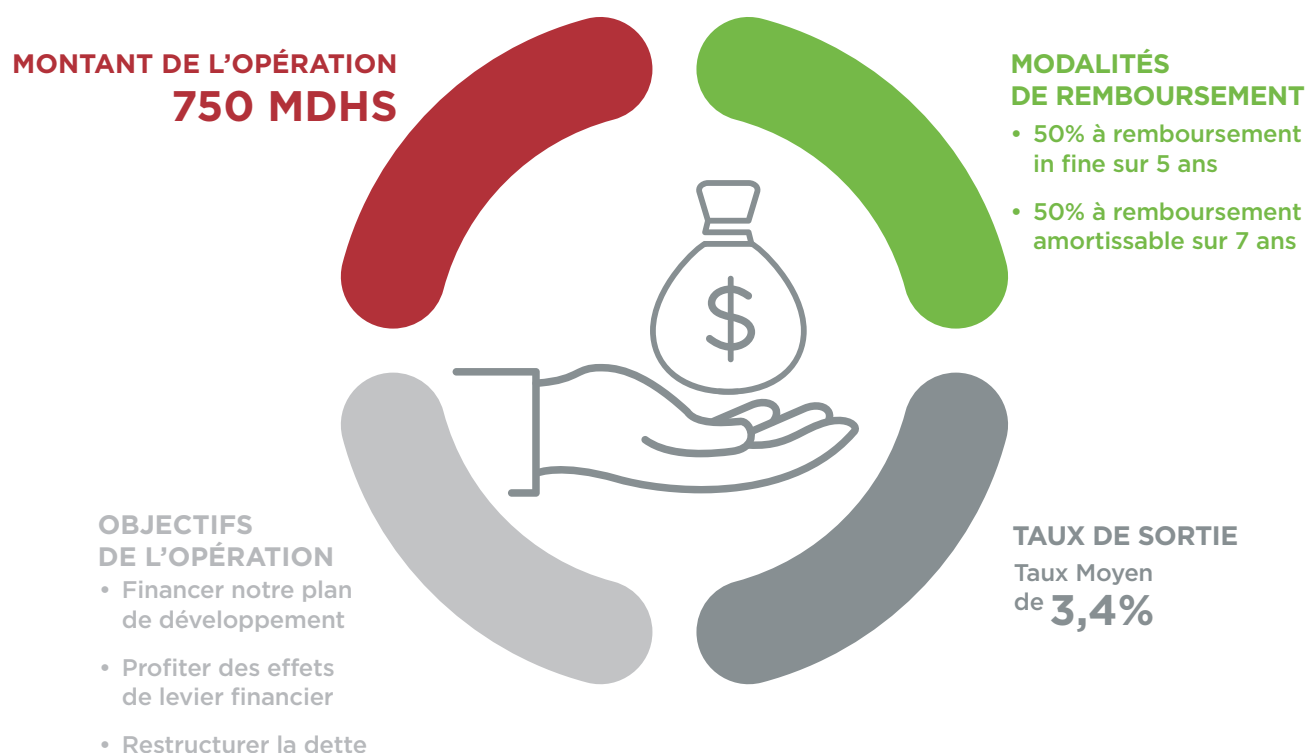 MONTANT DE L’OPÉRATION
750 MDHS
MODALITÉS
DE REMBOURSEMENT
• 50% à remboursement
in fine sur 5 ans
• 50% à remboursement
amortissable sur 7 ans
$
OBJECTIFS
DE L’OPÉRATION
• Financer notre plan
de développement
• Profiter des effets
de levier financier
• Restructurer la dette
TAUX DE SORTIE
Taux Moyen
de 3,4%